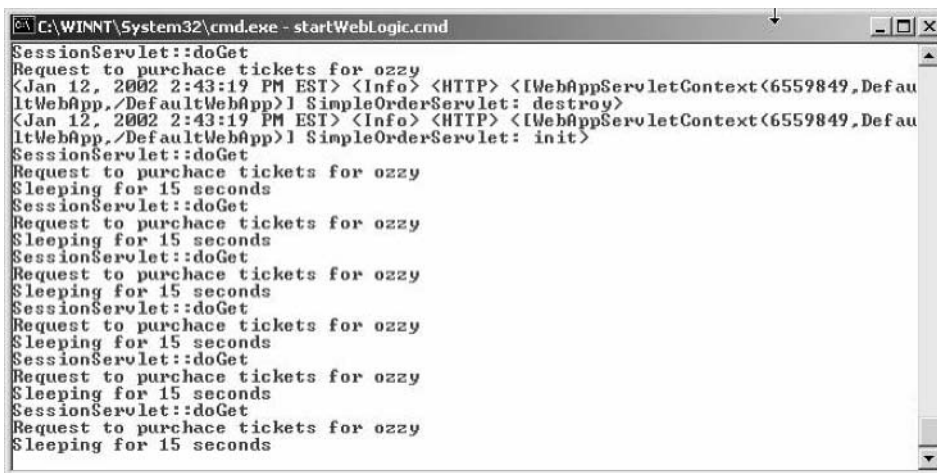 C:\WINNT\System32\cmd.exe - startWebLogic.cmd
SessionServlet::doGet
Request to purchace tickets for ozzy
<Jan 12, 2002 2:43:19 PM EST> <Info> <HTTP> <[WebAppServletContext(6559849,Defau
ltWebApp,/DefaultWebApp>] SimpleOrderServlet: destroy>
<Jan 12, 2002 2:43:19 PM EST> <Info> <HTTP> <[WebAppServletContext(6559849,Defau
ltWebApp,/DefaultWebApp>] SimpleOrderServlet: init>
SessionServlet::doGet
Request to purchace tickets for ozzy
Sleeping for 15 seconds
SessionServlet::doGet
Request to purchace tickets for ozzy
Sleeping for 15 seconds
SessionServlet::doGet
Request to purchace tickets for ozzy
Sleeping for 15 seconds
SessionServlet::doGet
Request to purchace tickets for ozzy
Sleeping for 15 seconds
SessionServlet::doGet
Request to purchace tickets for ozzy
Sleeping for 15 seconds
SessionServlet::doGet
Request to purchace tickets for ozzy
Sleeping for 15 seconds